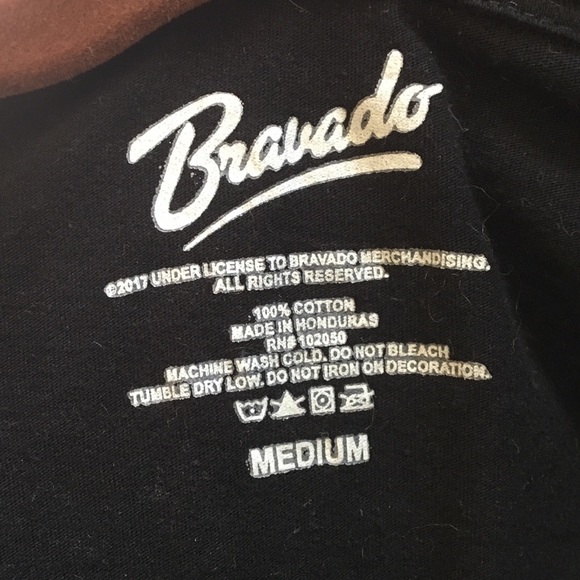 Bravado
©2017 UNDER LICENSE TO BRAVADO MERCHANDISING.
ALL RIGHTS RESERVED.
100% COTTON
MADE IN HONDURAS
RN# 102050
MACHINE WASH COLD. DO NOT BLEACH
TUMBLE DRY LOW. DO NOT IRON ON DECORATION.
MEDIUM